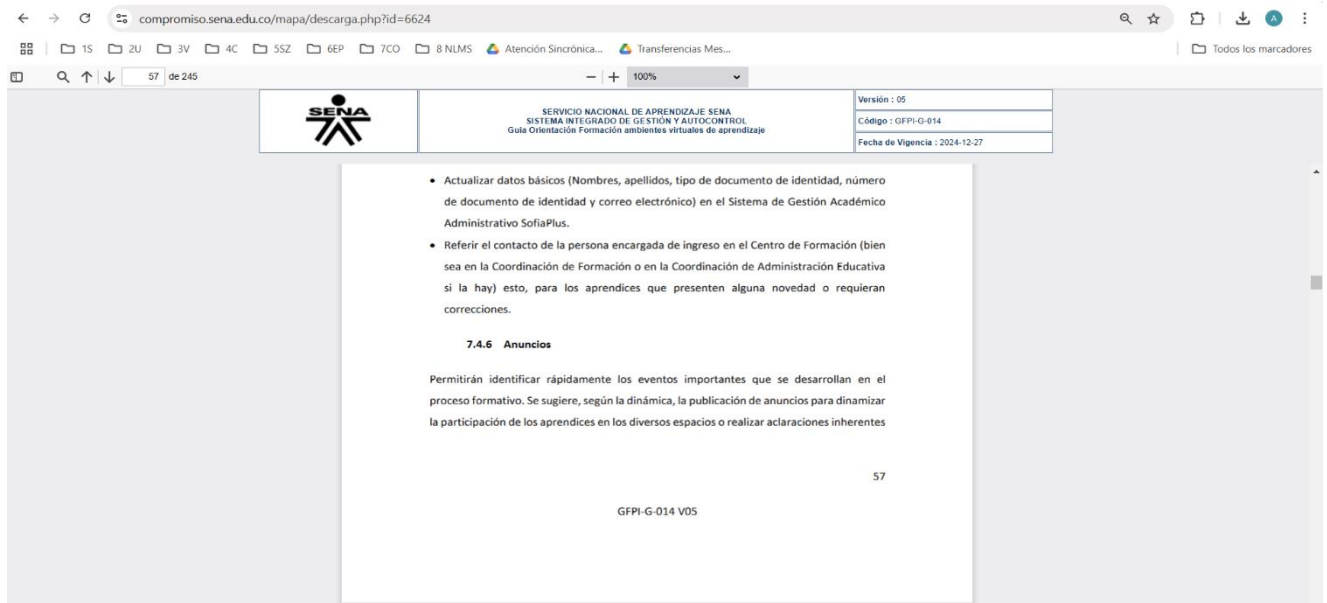 compromiso.sena.edu.co/mapa/descarga.php?id=6624
A
1S 2U 3V 4C 5SZ 6EP 7CO 8 NLMS Atención Sincrónica... Transferencias Mes... Todos los marcadores
57 de 245 100%
SENA
SERVICIO NACIONAL DE APRENDIZAJE SENA
SISTEMA INTEGRADO DE GESTIÓN Y AUTOCONTROL
Guia Orientación Formación ambientes virtuales de aprendizaje
Versión : 05
Código : GFPI-G-014
Fecha de Vigencia : 2024-12-27
• Actualizar datos básicos (Nombres, apellidos, tipo de documento de identidad, número
de documento de identidad y correo electrónico) en el Sistema de Gestión Académico
Administrativo SofiaPlus.
• Referir el contacto de la persona encargada de ingreso en el Centro de Formación (bien
sea en la Coordinación de Formación o en la Coordinación de Administración Educativa
si la hay) esto, para los aprendices que presenten alguna novedad o requieran
correcciones.
7.4.6 Anuncios
Permitirán identificar rápidamente los eventos importantes que se desarrollan en el
proceso formativo. Se sugiere, según la dinámica, la publicación de anuncios para dinamizar
la participación de los aprendices en los diversos espacios o realizar aclaraciones inherentes
57
GFPI-G-014 V05